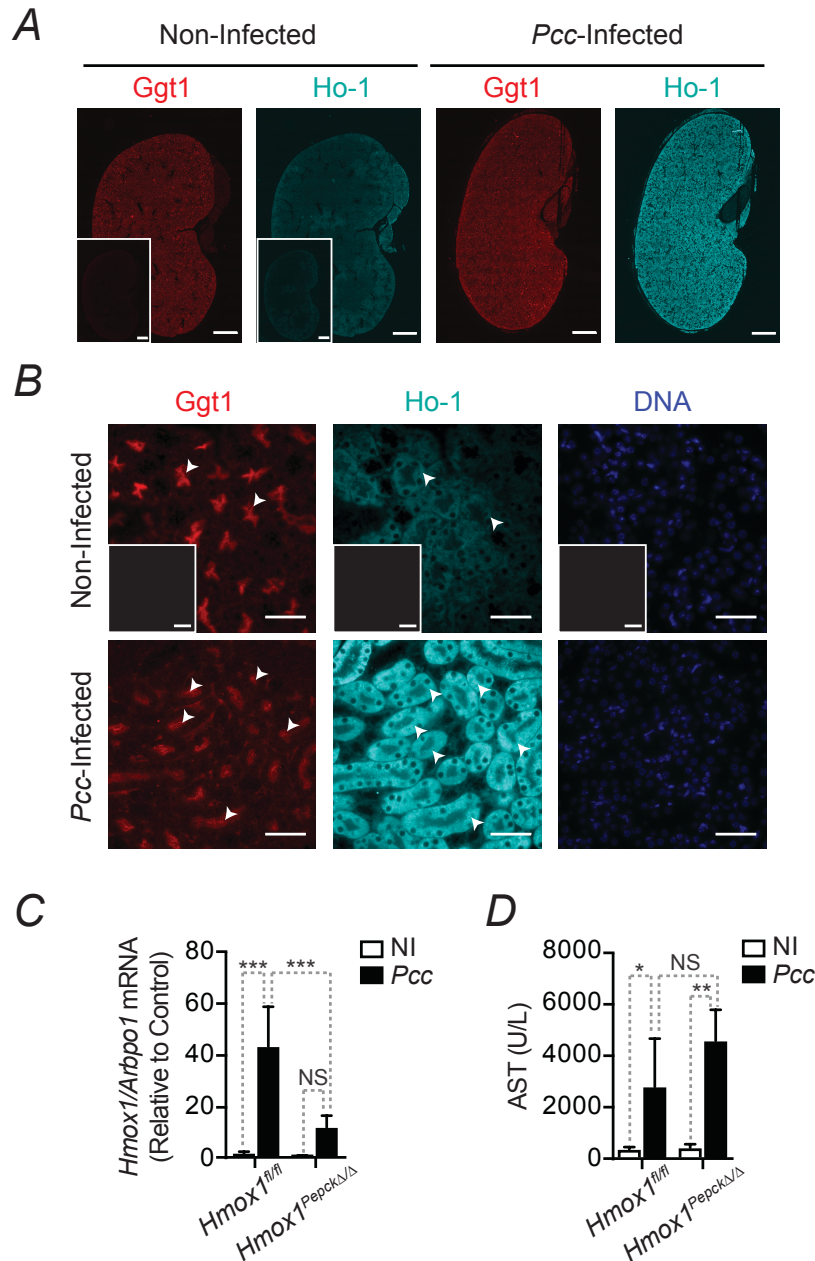 A
Non-Infected
Pcc-Infected
Ggt1
Ho-1
Ggt1
Ho-1
B
Ggt1
Ho-1
DNA
Non-Infected
Pcc-Infected
C
Hmox1/Arbpo1 mRNA
(Relative to Control)
80
60
40
20
0
***
***
NS
NI
Pcc
Hmox1fl/fl
Hmox1PepckΔ/Δ
D
AST (U/L)
8000
6000
4000
2000
0
*
NS
**
NI
Pcc
Hmox1fl/fl
Hmox1PepckΔ/Δ